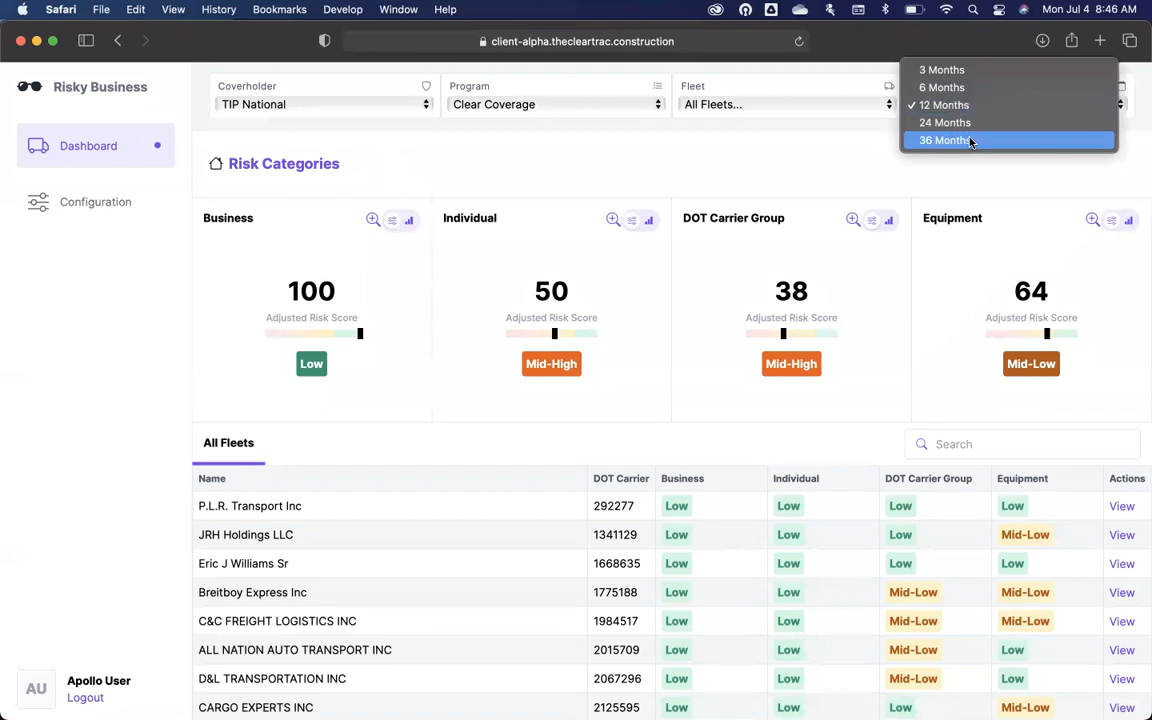 Safari File Edit View History Bookmarks Develop Window Help
Mon Jul 4 8:46 AM
client-alpha.thecleartrac.construction
Risky Business
Dashboard
Configuration
Coverholder
TIP National
Program
Clear Coverage
Fleet
All Fleets...
3 Months
6 Months
✓ 12 Months
24 Months
36 Months
Risk Categories
Business
100
Adjusted Risk Score
Low
Individual
50
Adjusted Risk Score
Mid-High
DOT Carrier Group
38
Adjusted Risk Score
Mid-High
Equipment
64
Adjusted Risk Score
Mid-Low
All Fleets
Search
Name DOT Carrier Business Individual DOT Carrier Group Equipment Actions
P.L.R. Transport Inc 292277 Low Low Low Low View
JRH Holdings LLC 1341129 Low Low Low Mid-Low View
Eric J Williams Sr 1668635 Low Low Low Low View
Breitboy Express Inc 1775188 Low Low Mid-Low Mid-Low View
C&C FREIGHT LOGISTICS INC 1984517 Low Low Mid-Low Mid-Low View
ALL NATION AUTO TRANSPORT INC 2015709 Low Low Mid-Low Low View
D&L TRANSPORTATION INC 2067296 Low Low Mid-Low Low View
CARGO EXPERTS INC 2125595 Low Low Low Mid-Low View
AU
Apollo User
Logout